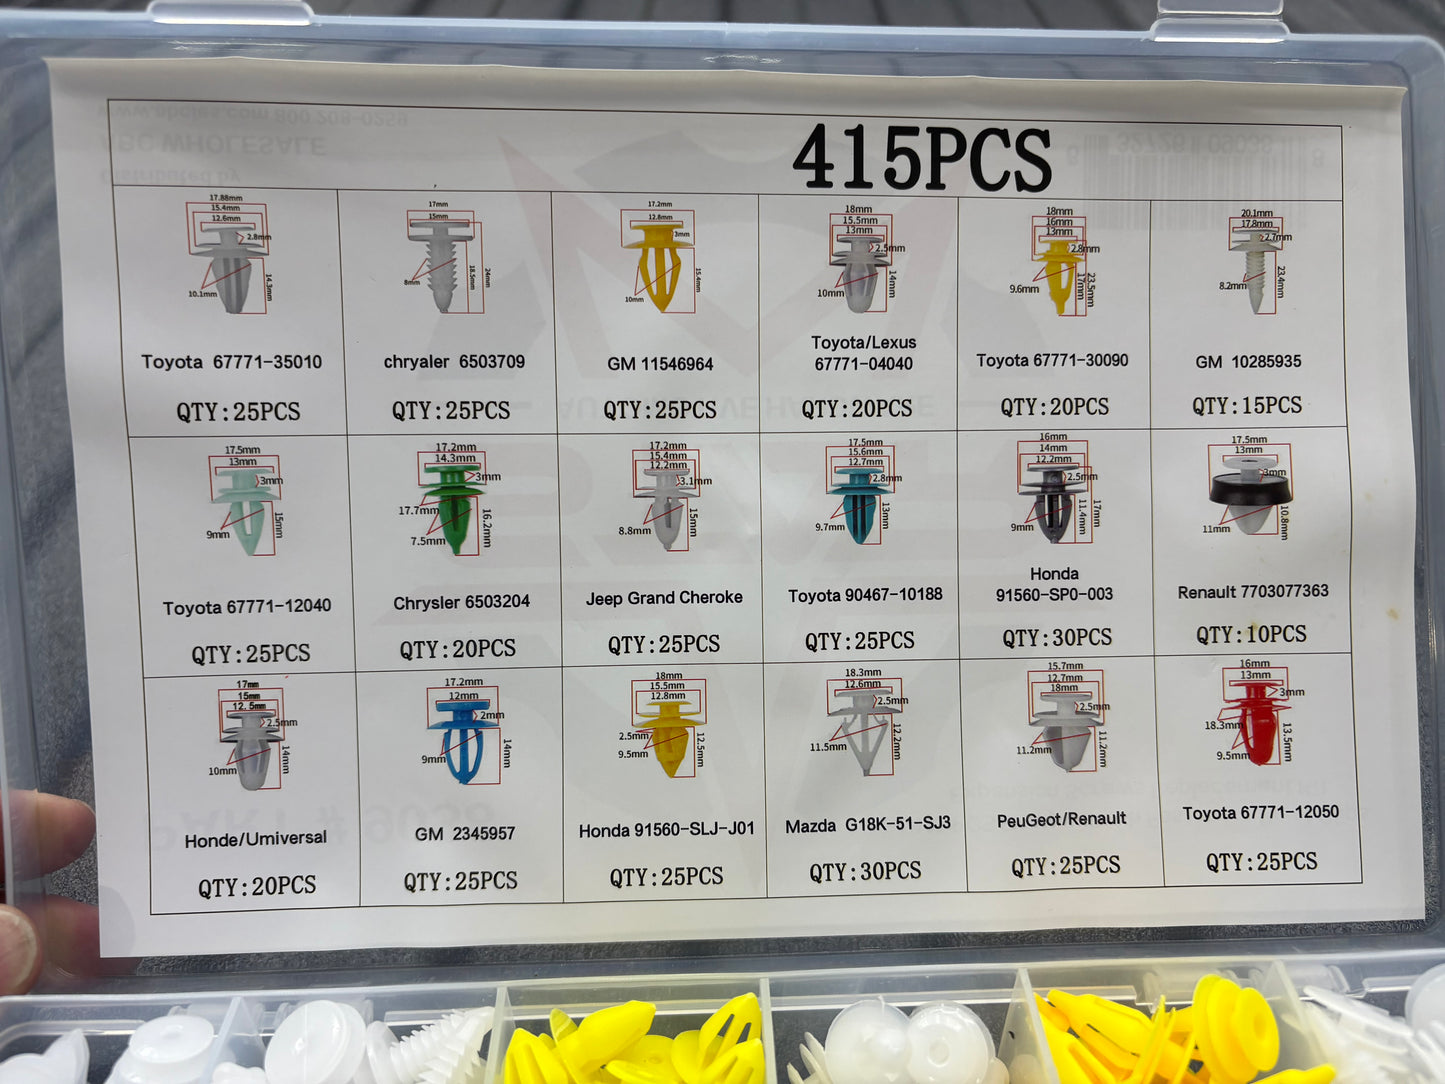 415PCS
17.88mm
15.4mm
12.6mm
2.8mm
10.1mm
14.3mm
Toyota 67771-35010
QTY:25PCS
17mm
15mm
8mm
18.5mm
24mm
chryaler 6503709
QTY:25PCS
17.2mm
12.8mm
3mm
10mm
15.4mm
GM 11546964
QTY:25PCS
18mm
15.5mm
13mm
2.5mm
10mm
14mm
Toyota/Lexus
67771-04040
QTY:20PCS
18mm
16mm
13mm
2.8mm
9.6mm
17mm
23.5mm
Toyota 67771-30090
QTY:20PCS
20.1mm
17.8mm
2.7mm
8.2mm
23.4mm
GM 10285935
QTY:15PCS
17.5mm
13mm
3mm
9mm
15mm
Toyota 67771-12040
QTY:25PCS
17.2mm
14.3mm
3mm
17.7mm
7.5mm
16.2mm
Chrysler 6503204
QTY:20PCS
17.2mm
15.4mm
12.2mm
3.1mm
8.8mm
15mm
Jeep Grand Cheroke
QTY:25PCS
17.5mm
15.6mm
12.7mm
2.8mm
9.7mm
13mm
Toyota 90467-10188
QTY:25PCS
16mm
14mm
12.2mm
2.5mm
9mm
11.4mm
17mm
Honda
91560-SP0-003
QTY:30PCS
17.5mm
13mm
3mm
11mm
10.8mm
Renault 7703077363
QTY:10PCS
17mm
15mm
12.5mm
2.5mm
10mm
14mm
Honde/Umiversal
QTY:20PCS
17.2mm
12mm
2mm
9mm
14mm
GM 2345957
QTY:25PCS
18mm
15.5mm
12.8mm
2.5mm
9.5mm
12.5mm
Honda 91560-SLJ-J01
QTY:25PCS
18.3mm
12.6mm
2.5mm
11.5mm
12.2mm
Mazda G18K-51-SJ3
QTY:30PCS
15.7mm
12.7mm
18mm
2.5mm
11.2mm
11.2mm
PeuGeot/Renault
QTY:25PCS
16mm
13mm
3mm
18.3mm
9.5mm
13.5mm
Toyota 67771-12050
QTY:25PCS